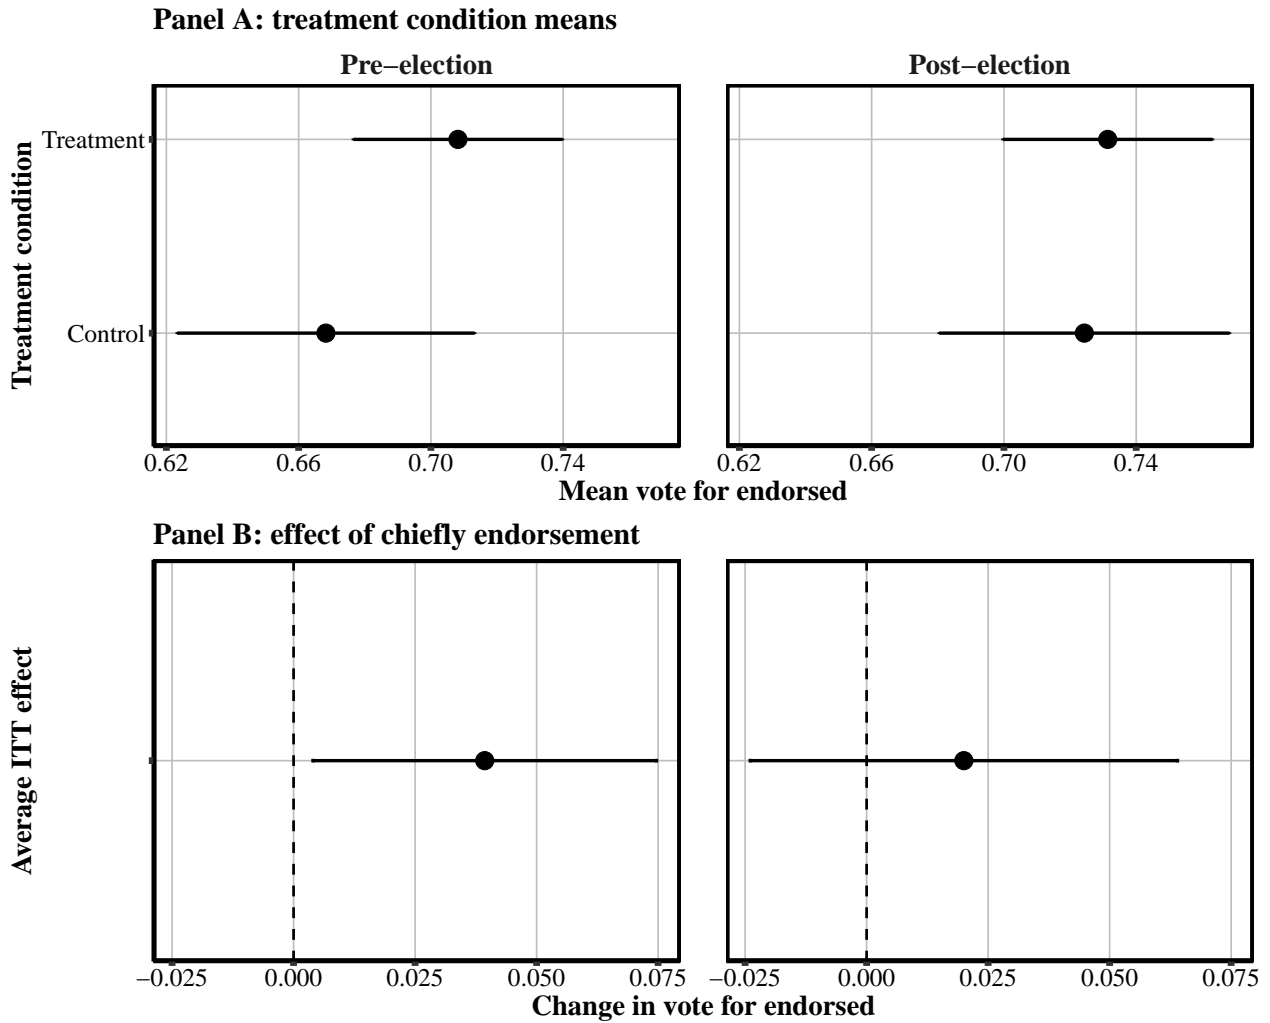 Panel A: treatment condition means
Pre−election
Post−election
Treatment condition
Treatment
Control
0.62 0.66 0.70 0.74
0.62 0.66 0.70 0.74
Mean vote for endorsed
Panel B: effect of chiefly endorsement
Average ITT effect
−0.025 0.000 0.025 0.050 0.075
−0.025 0.000 0.025 0.050 0.075
Change in vote for endorsed